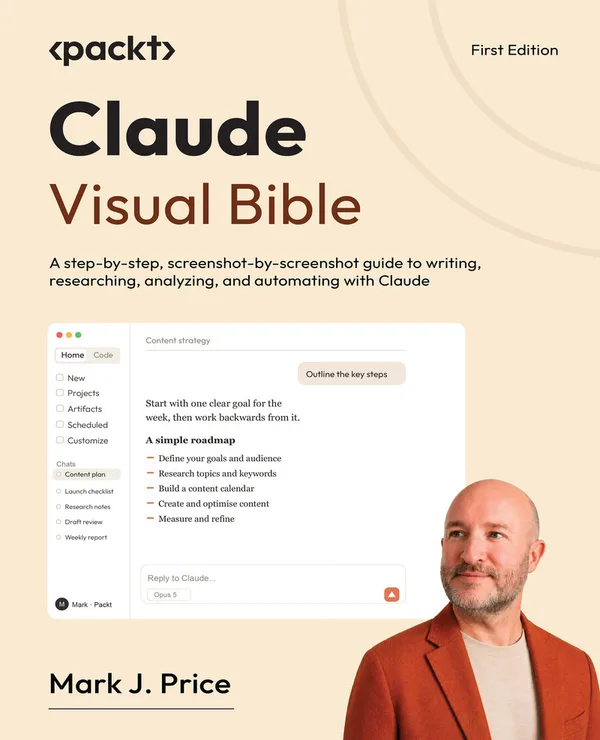 <packt>
First Edition
Claude
Visual Bible
A step-by-step, screenshot-by-screenshot guide to writing,
researching, analyzing, and automating with Claude
Home Code
New
Projects
Artifacts
Scheduled
Customize
Chats
Content plan
Launch checklist
Research notes
Draft review
Weekly report
M Mark · Packt
Content strategy
Outline the key steps
Start with one clear goal for the
week, then work backwards from it.
A simple roadmap
Define your goals and audience
Research topics and keywords
Build a content calendar
Create and optimise content
Measure and refine
Reply to Claude...
Opus 5
Mark J. Price